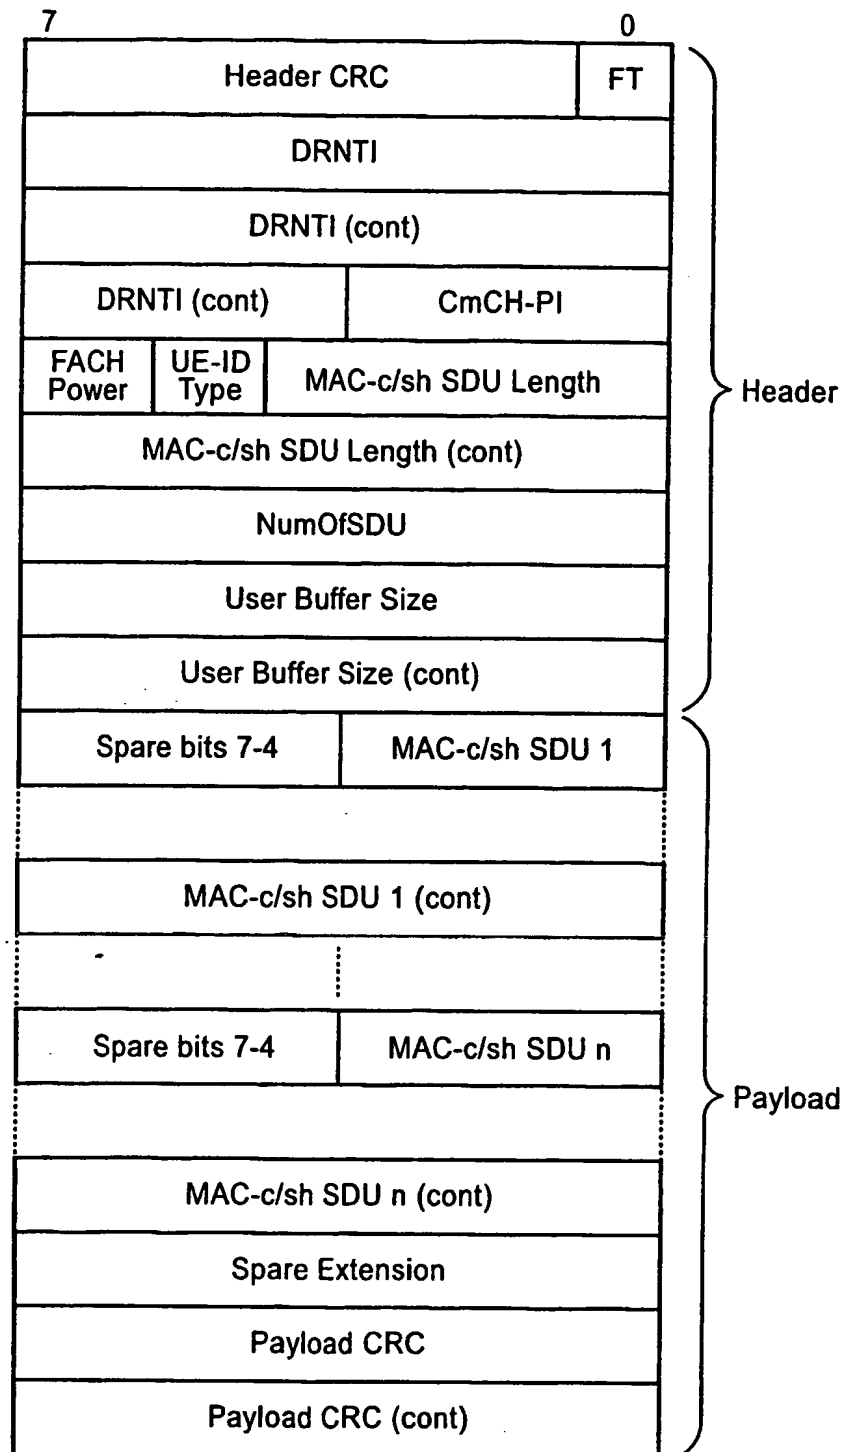 7 0
Header CRC FT
DRNTI
DRNTI (cont)
DRNTI (cont) CmCH-PI
FACH Power UE-ID Type MAC-c/sh SDU Length
Header
MAC-c/sh SDU Length (cont)
NumOfSDU
User Buffer Size
User Buffer Size (cont)
Spare bits 7-4 MAC-c/sh SDU 1
MAC-c/sh SDU 1 (cont)
Spare bits 7-4 MAC-c/sh SDU n
Payload
MAC-c/sh SDU n (cont)
Spare Extension
Payload CRC
Payload CRC (cont)